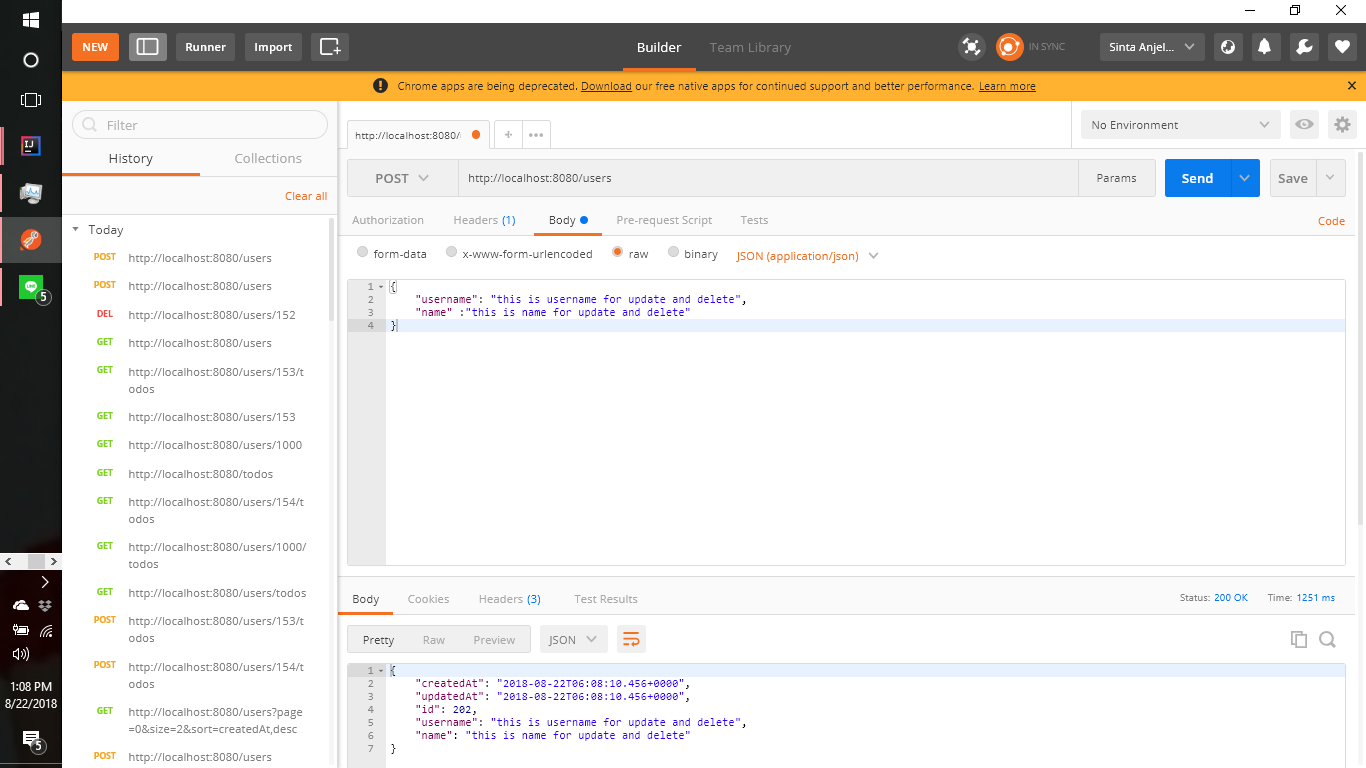 NEW
Runner
Import
Builder
Team Library
IN SYNC
Sinta Anjel...
Chrome apps are being deprecated. Download our free native apps for continued support and better performance. Learn more
Filter
History
Collections
Clear all
Today
POST http://localhost:8080/users
POST http://localhost:8080/users
DEL http://localhost:8080/users/152
GET http://localhost:8080/users
GET http://localhost:8080/users/153/t
odos
GET http://localhost:8080/users/153
GET http://localhost:8080/users/1000
GET http://localhost:8080/todos
GET http://localhost:8080/users/154/t
odos
GET http://localhost:8080/users/1000/
todos
GET http://localhost:8080/users/todos
POST http://localhost:8080/users/153/t
odos
POST http://localhost:8080/users/154/t
odos
GET http://localhost:8080/users?page
=0&size=2&sort=createdAt,desc
POST http://localhost:8080/users
http://localhost:8080/
No Environment
POST
http://localhost:8080/users
Params
Send
Save
Authorization
Headers (1)
Body
Pre-request Script
Tests
Code
form-data
x-www-form-urlencoded
raw
binary
JSON (application/json)
1 {
2 "username": "this is username for update and delete",
3 "name" :"this is name for update and delete"
4 }
Body
Cookies
Headers (3)
Test Results
Status: 200 OK
Time: 1251 ms
Pretty
Raw
Preview
JSON
1 {
2 "createdAt": "2018-08-22T06:08:10.456+0000",
3 "updatedAt": "2018-08-22T06:08:10.456+0000",
4 "id": 202,
5 "username": "this is username for update and delete",
6 "name": "this is name for update and delete"
7 }
IJ
LINE
5
1:08 PM
8/22/2018
5